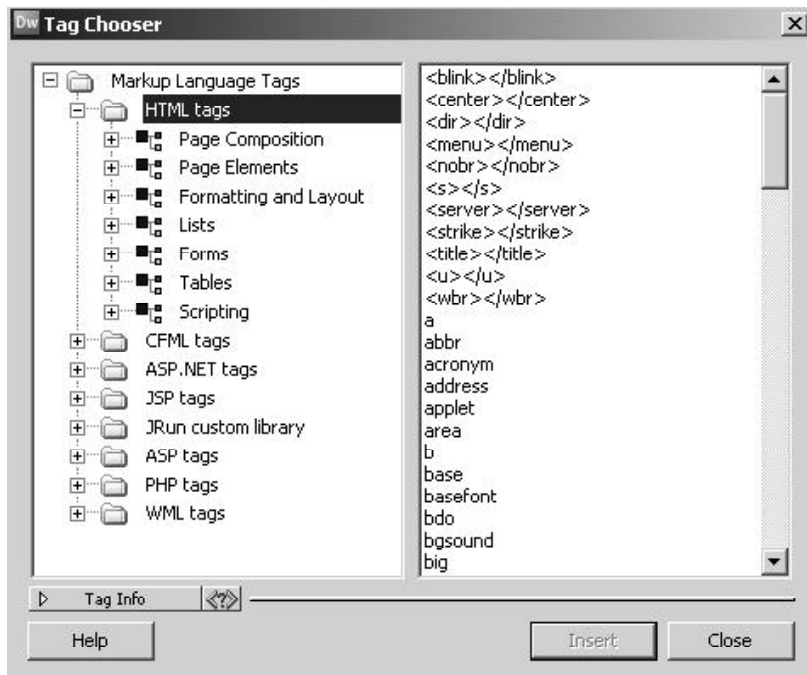 Dw Tag Chooser
Markup Language Tags
HTML tags
Page Composition
Page Elements
Formatting and Layout
Lists
Forms
Tables
Scripting
CFML tags
ASP.NET tags
JSP tags
JRun custom library
ASP tags
PHP tags
WML tags
<blink></blink>
<center></center>
<dir></dir>
<menu></menu>
<nobr></nobr>
<s></s>
<server></server>
<strike></strike>
<title></title>
<u></u>
<wbr></wbr>
a
abbr
acronym
address
applet
area
b
base
basefont
bdo
bgsound
big
Tag Info <?>
Help
Insert
Close